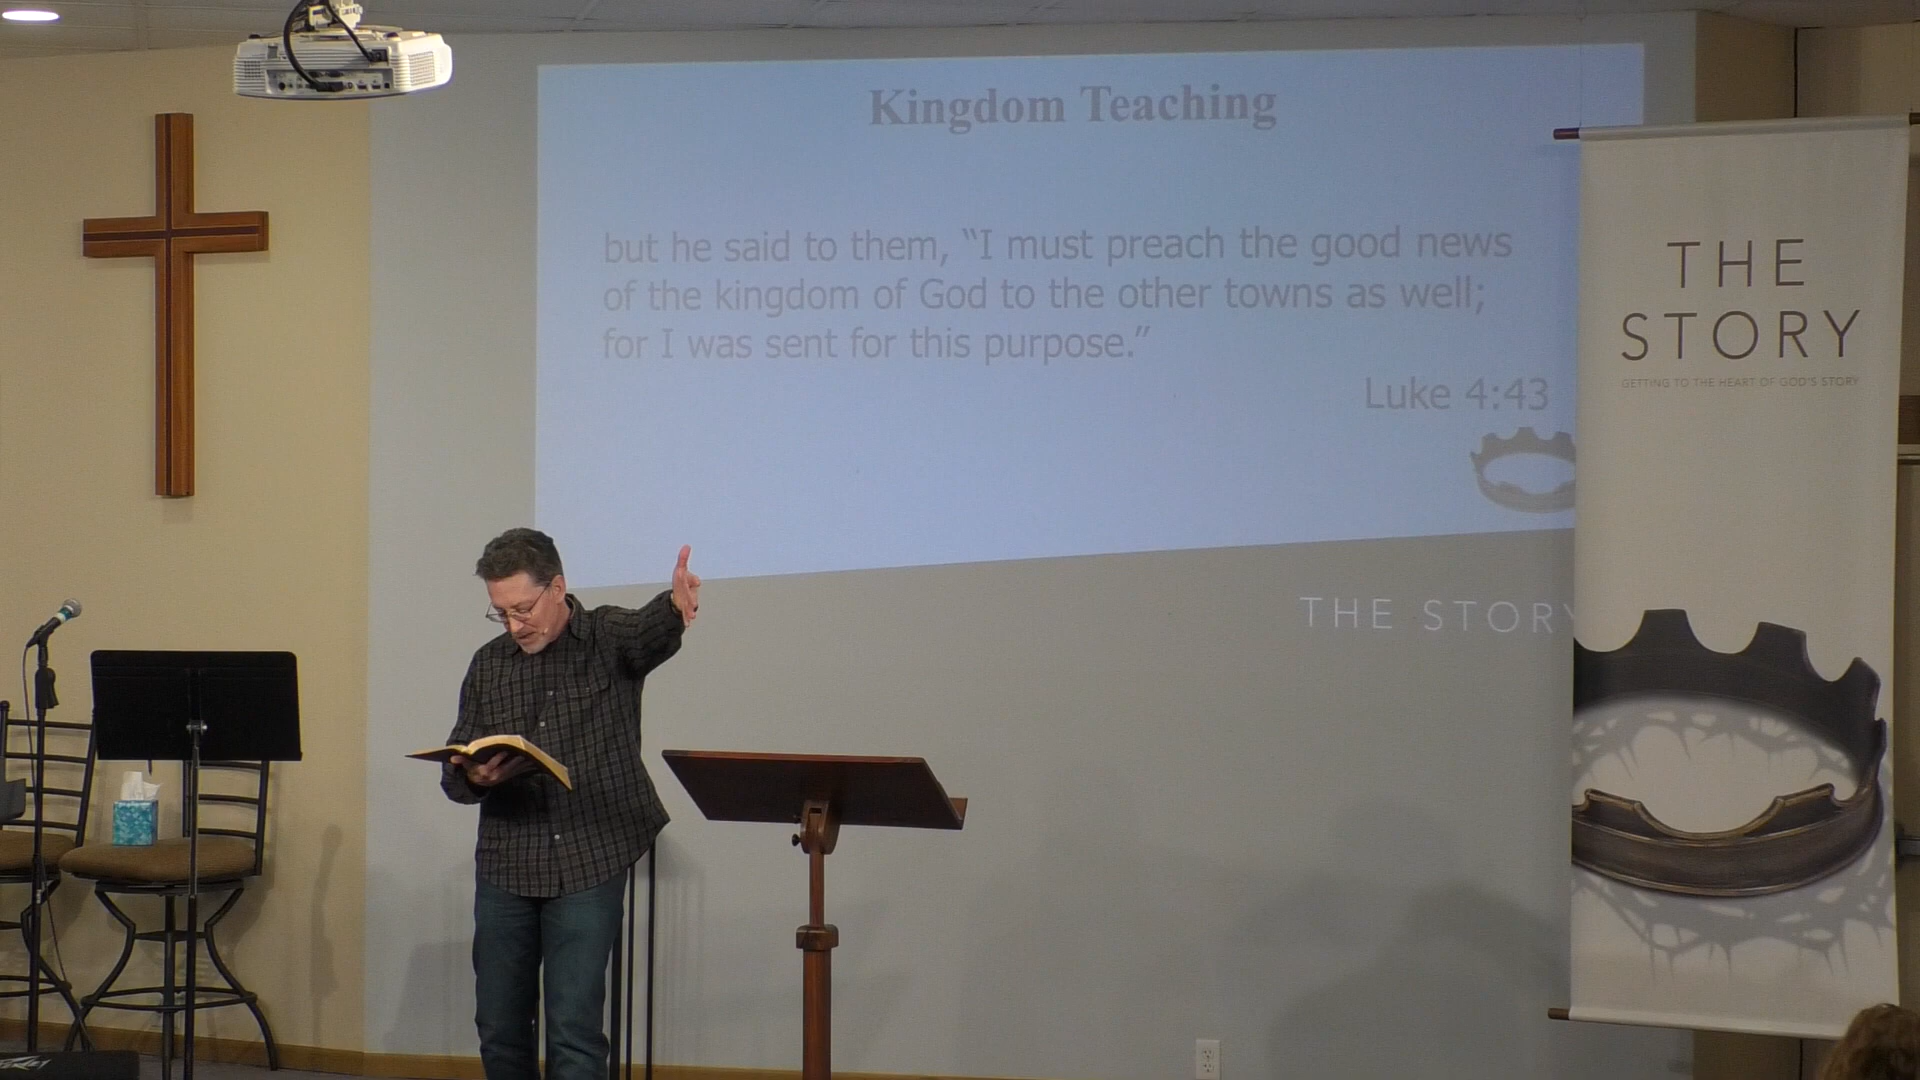 Kingdom Teaching
but he said to them, “I must preach the good news
of the kingdom of God to the other towns as well;
for I was sent for this purpose.”
Luke 4:43
THE STORY
THE
STORY
GETTING TO THE HEART OF GOD'S STORY